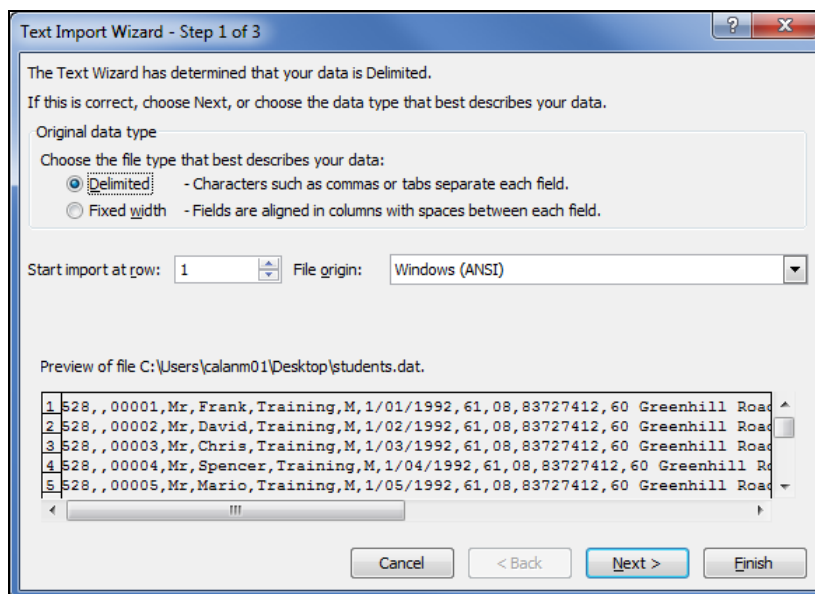 Text Import Wizard - Step 1 of 3
The Text Wizard has determined that your data is Delimited.
If this is correct, choose Next, or choose the data type that best describes your data.
Original data type
Choose the file type that best describes your data:
Delimited - Characters such as commas or tabs separate each field.
Fixed width - Fields are aligned in columns with spaces between each field.
Start import at row: 1 File origin: Windows (ANSI)
Preview of file C:\Users\calanm01\Desktop\students.dat.
1 528,,00001,Mr,Frank,Training,M,1/01/1992,61,08,83727412,60 Greenhill Road
2 528,,00002,Mr,David,Training,M,1/02/1992,61,08,83727412,60 Greenhill Road
3 528,,00003,Mr,Chris,Training,M,1/03/1992,61,08,83727412,60 Greenhill Road
4 528,,00004,Mr,Spencer,Training,M,1/04/1992,61,08,83727412,60 Greenhill Ro
5 528,,00005,Mr,Mario,Training,M,1/05/1992,61,08,83727412,60 Greenhill Road
Cancel < Back Next > Finish